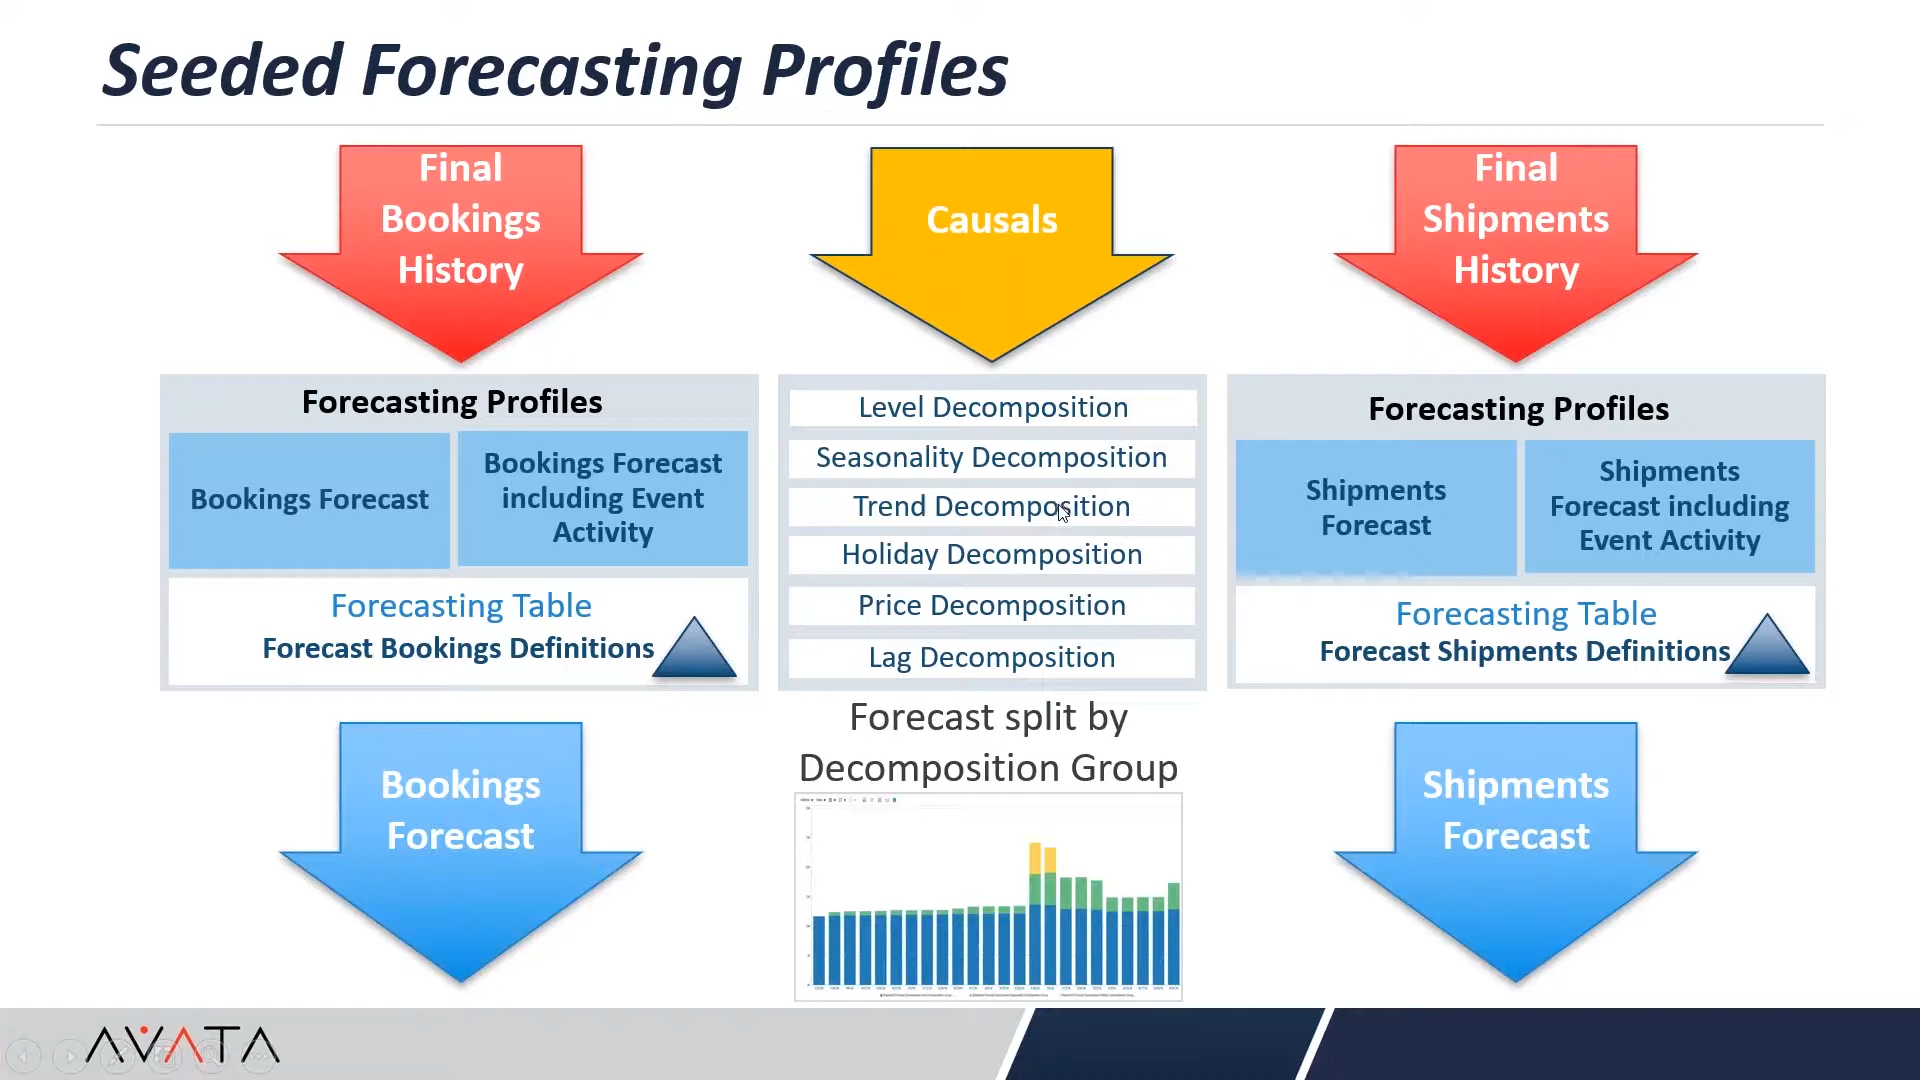 Seeded Forecasting Profiles
Final
Bookings
History
Causals
Final
Shipments
History
Forecasting Profiles
Bookings Forecast
Bookings Forecast
including Event
Activity
Forecasting Table
Forecast Bookings Definitions
Level Decomposition
Seasonality Decomposition
Trend Decomposition
Holiday Decomposition
Price Decomposition
Lag Decomposition
Forecasting Profiles
Shipments
Forecast
Shipments
Forecast including
Event Activity
Forecasting Table
Forecast Shipments Definitions
Bookings
Forecast
Forecast split by
Decomposition Group
Shipments
Forecast
AVATA